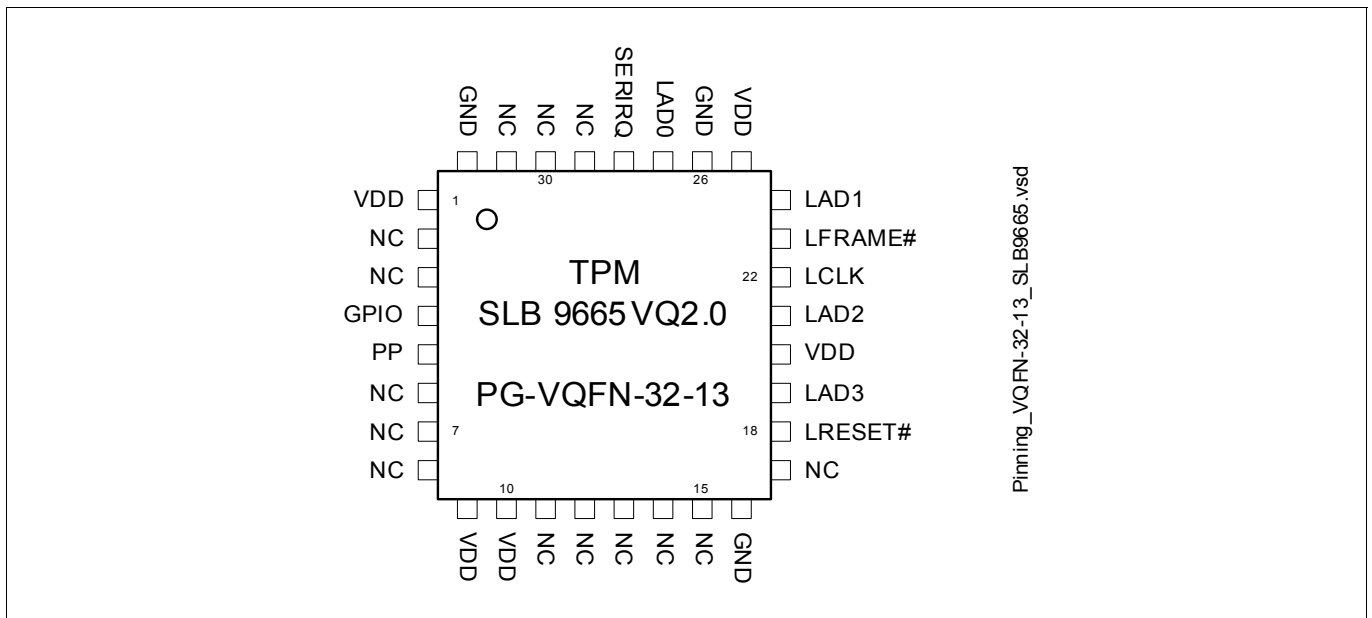 GND
NC
NC
NC
SERIRQ
LAD0
GND
VDD
30
26
VDD
1
LAD1
NC
LFRAME#
NC
TPM
22
LCLK
GPIO
SLB 9665 VQ2.0
LAD2
PP
VDD
NC
PG-VQFN-32-13
LAD3
NC
7
18
LRESET#
NC
NC
10
15
VDD
VDD
NC
NC
NC
NC
NC
GND
Pinning_VQFN-32-13_SLB9665.vsd